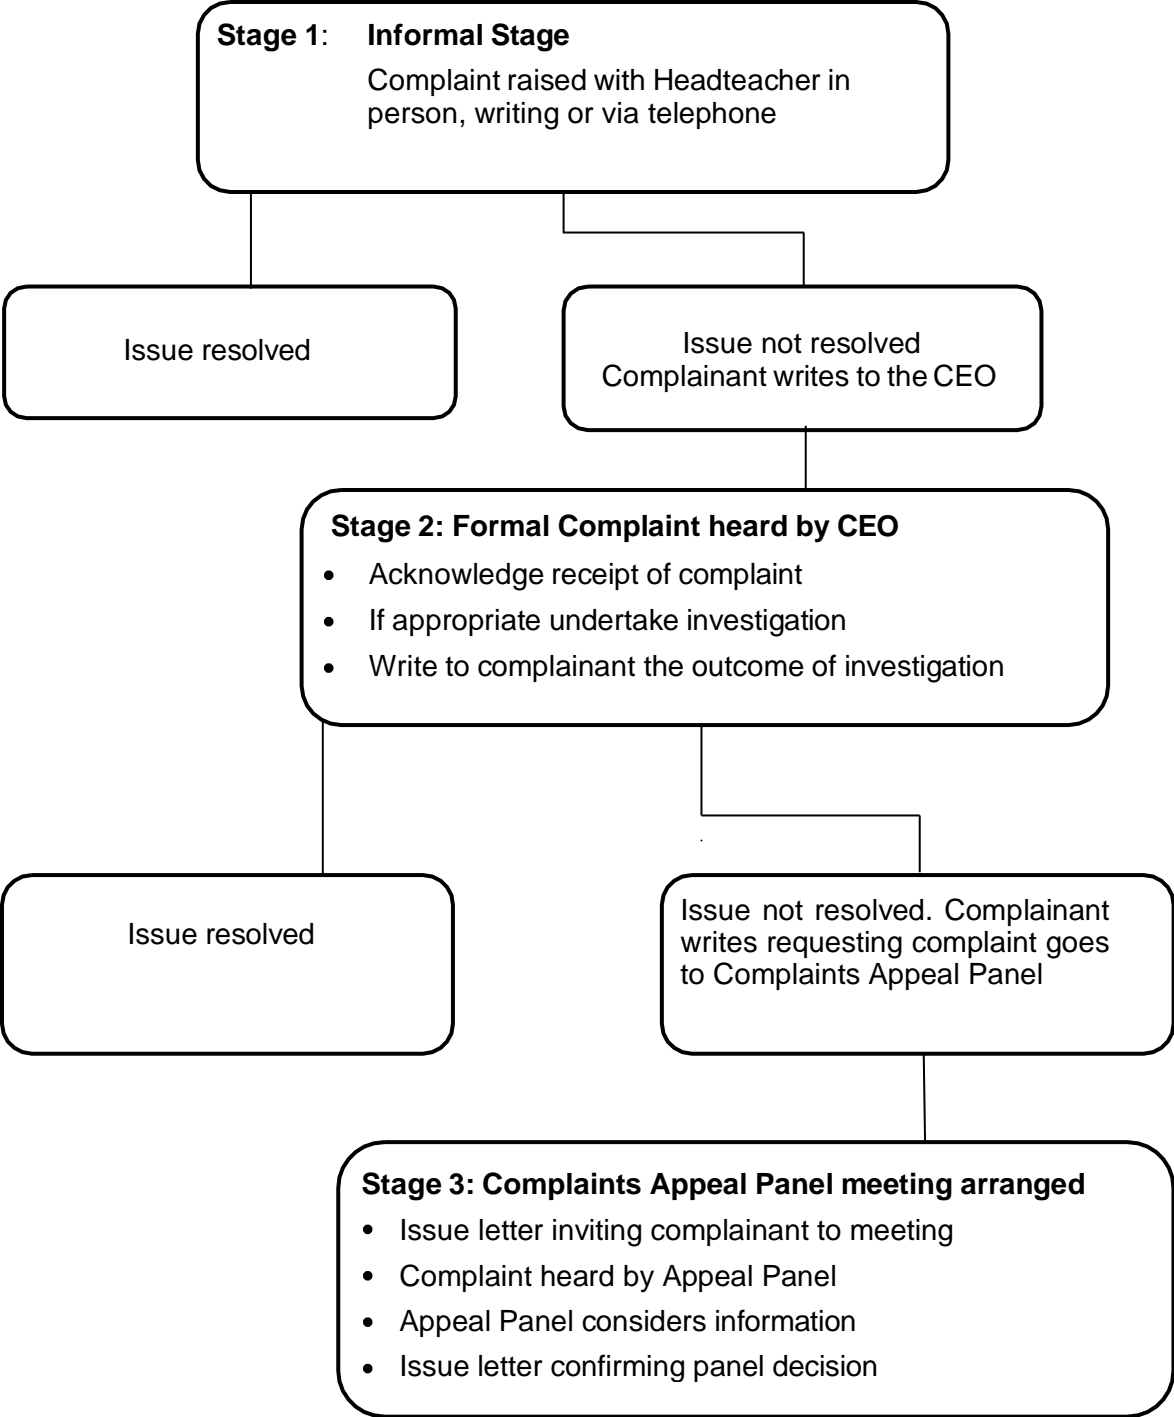 Stage 1: Informal Stage
Complaint raised with Headteacher in
person, writing or via telephone
Issue resolved
Issue not resolved
Complainant writes to the CEO
Stage 2: Formal Complaint heard by CEO
• Acknowledge receipt of complaint
• If appropriate undertake investigation
• Write to complainant the outcome of investigation
Issue resolved
Issue not resolved. Complainant
writes requesting complaint goes
to Complaints Appeal Panel
Stage 3: Complaints Appeal Panel meeting arranged
• Issue letter inviting complainant to meeting
• Complaint heard by Appeal Panel
• Appeal Panel considers information
• Issue letter confirming panel decision